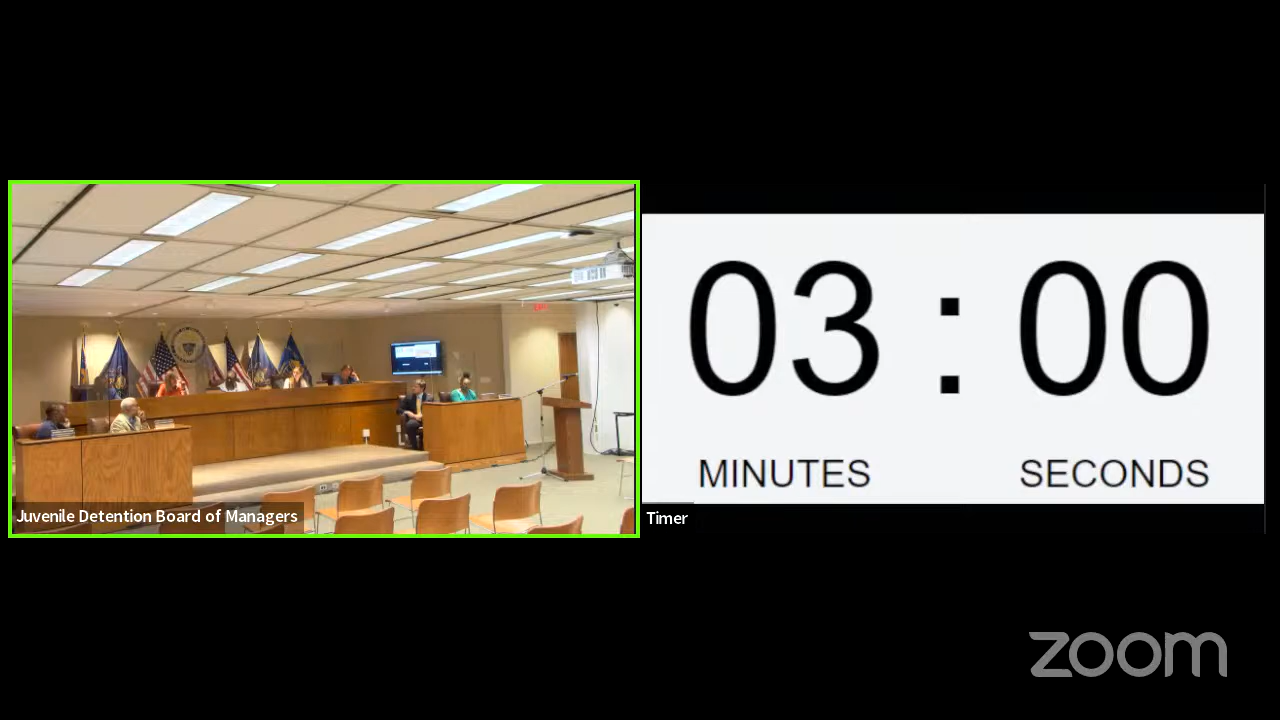 03 : 00
MINUTES SECONDS
Juvenile Detention Board of Managers
Timer
zoom